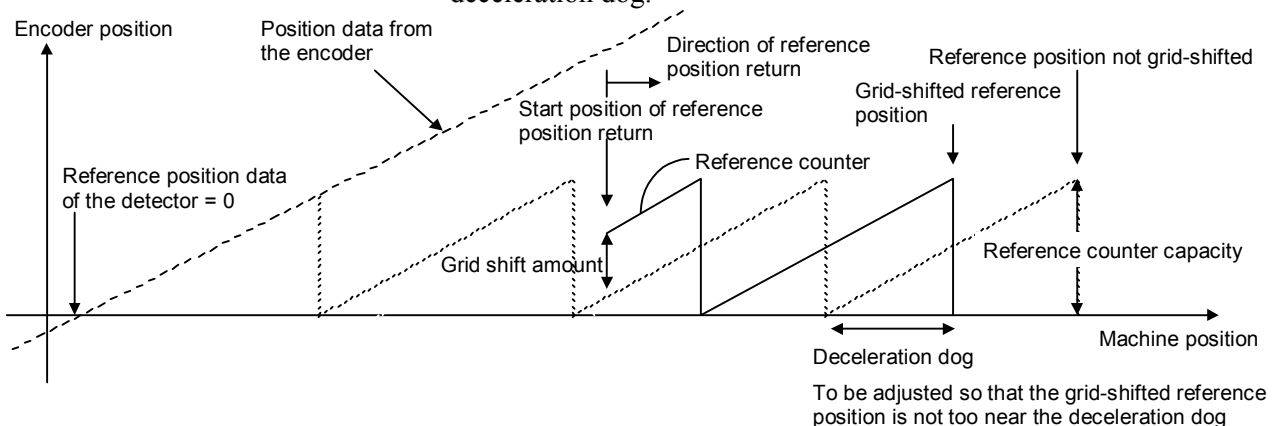 deceleration dog.
Encoder position
Position data from
the encoder
Direction of reference
position return
Reference position not grid-shifted
Grid-shifted reference
position
Start position of reference
position return
Reference counter
Reference position data
of the detector = 0
Grid shift amount
Reference counter capacity
Machine position
Deceleration dog
To be adjusted so that the grid-shifted reference
position is not too near the deceleration dog